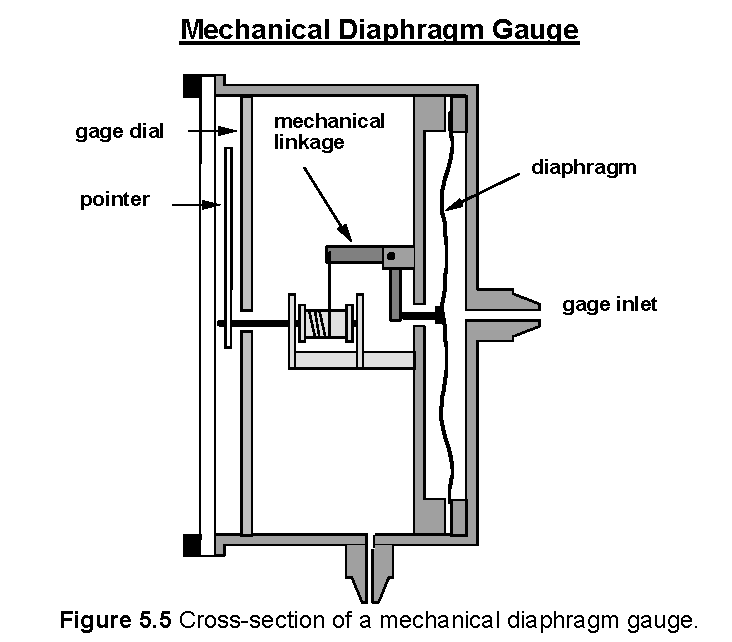 Mechanical Diaphragm Gauge
gage dial
mechanical
linkage
diaphragm
pointer
gage inlet
Figure 5.5 Cross-section of a mechanical diaphragm gauge.